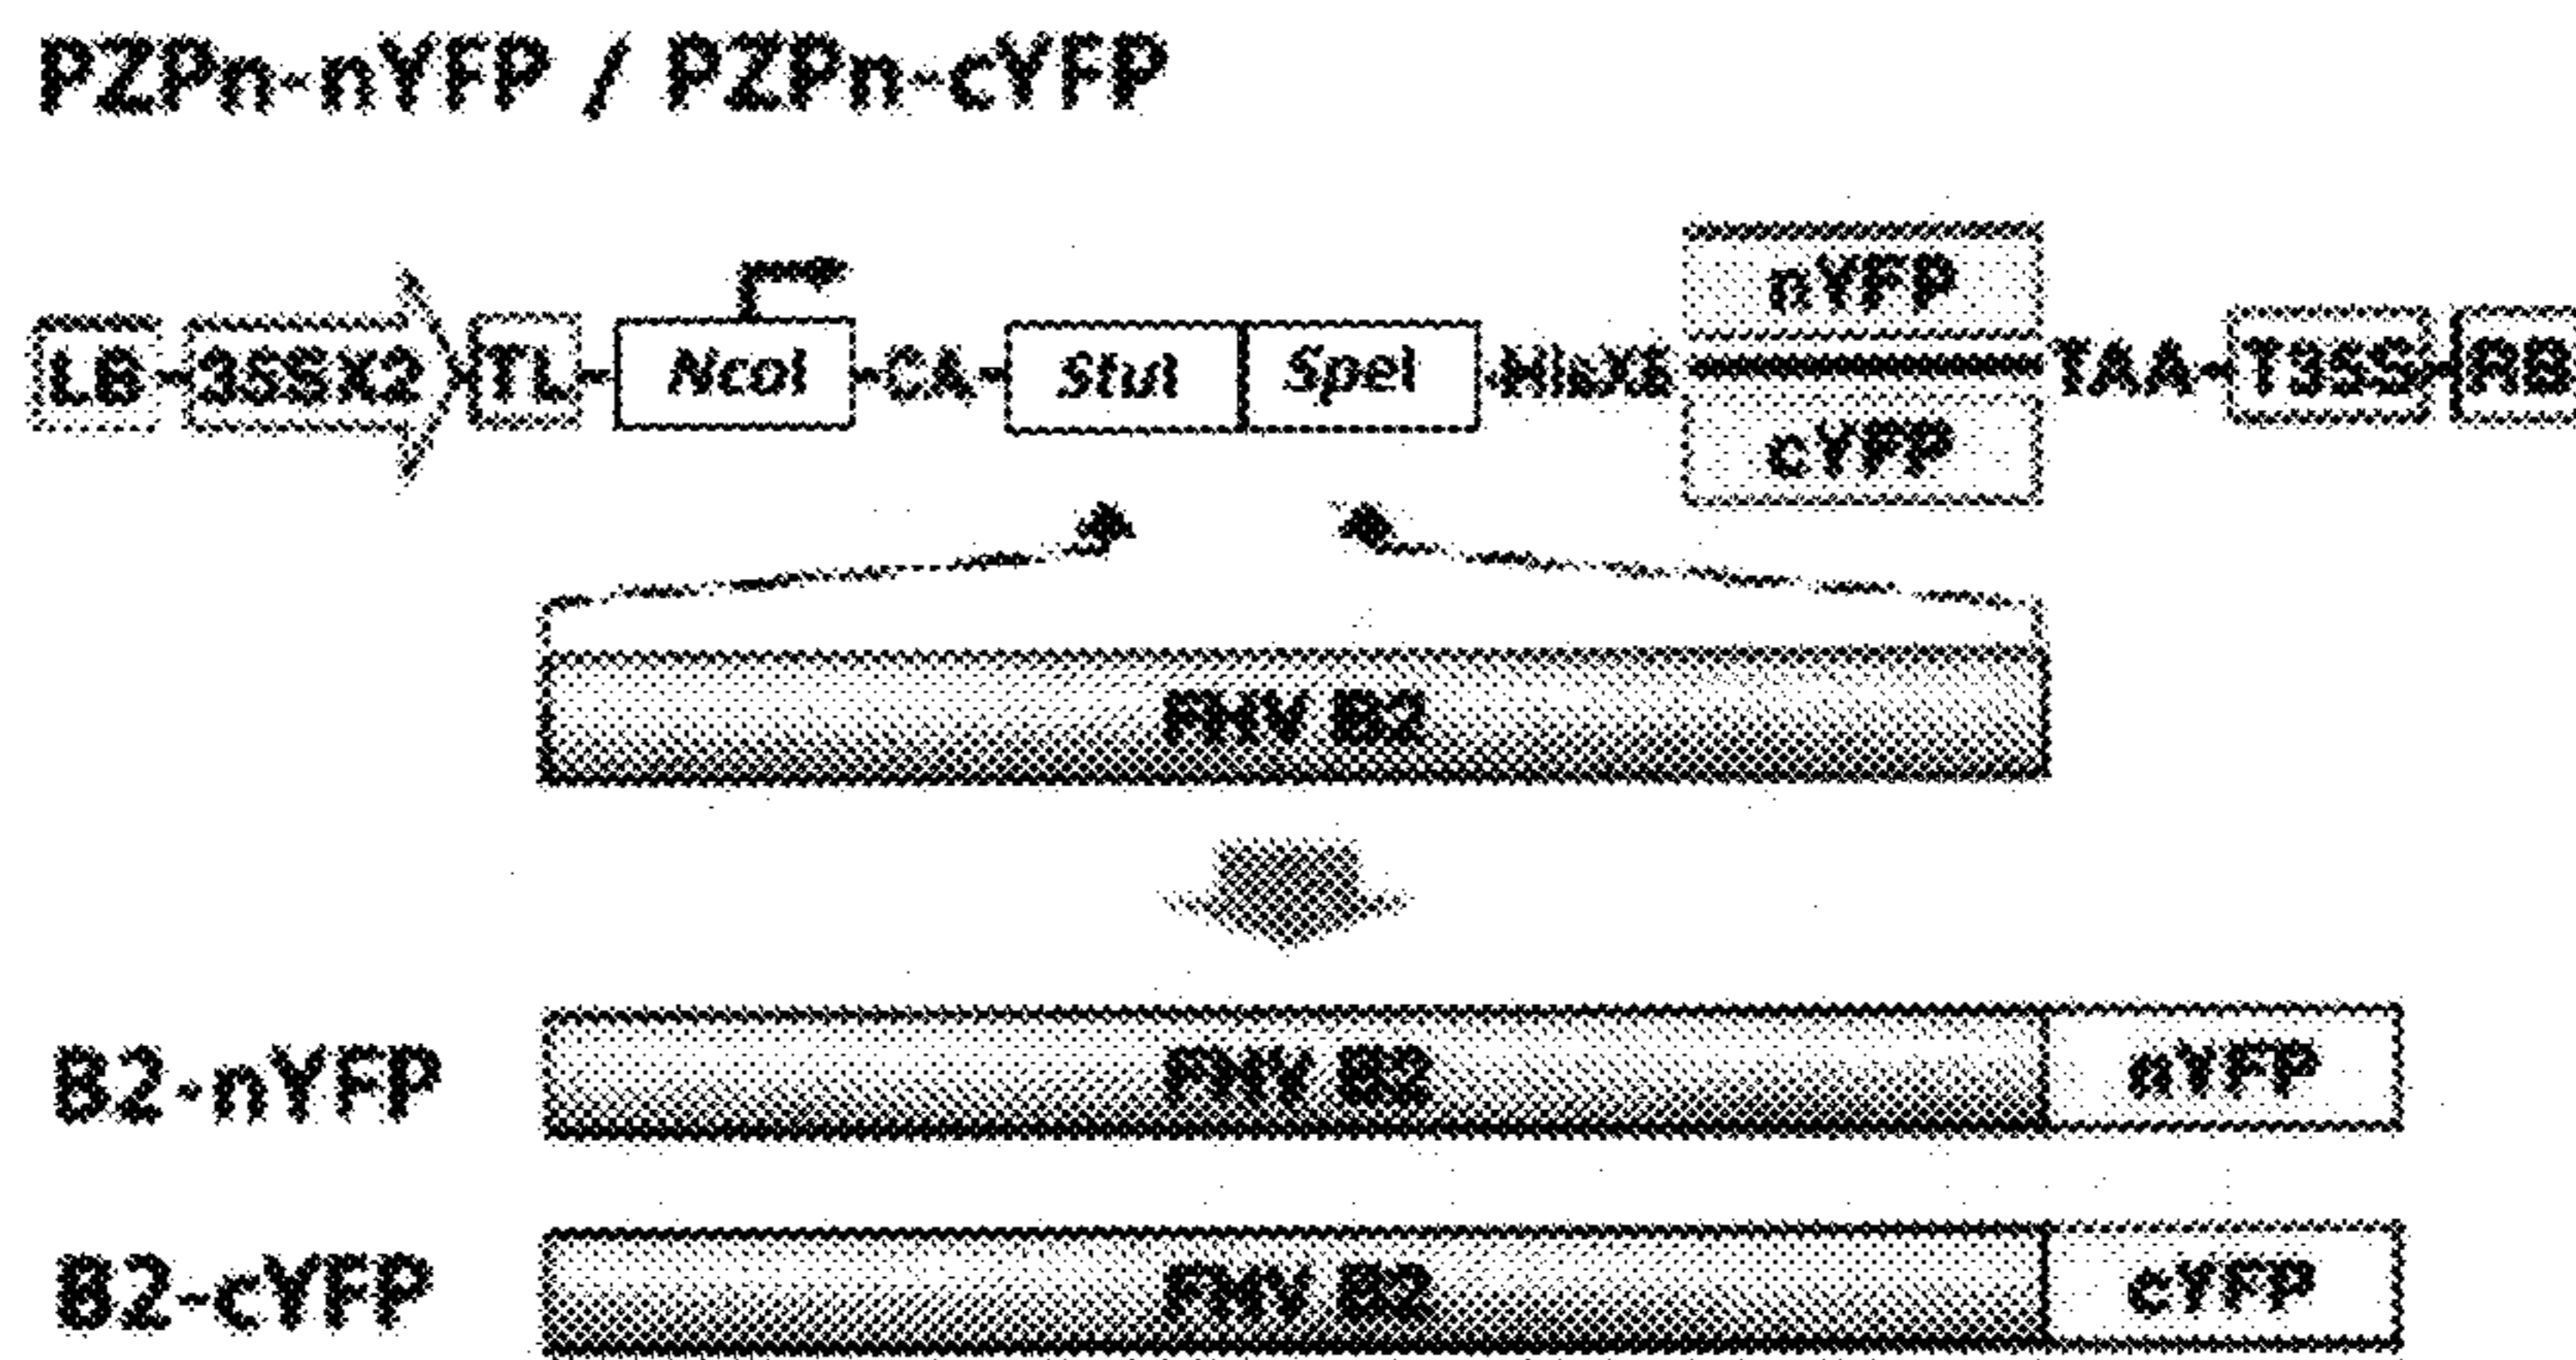 PZPn-nYFP / PZPn-cYFP
nYFP
LB-35SX2-TL-NcoI-CA-StuI SpeI-HisX6 TAA-T35S-RB
cYFP
FHV B2
B2-nYFP FHV B2 nYFP
B2-cYFP FHV B2 cYFP